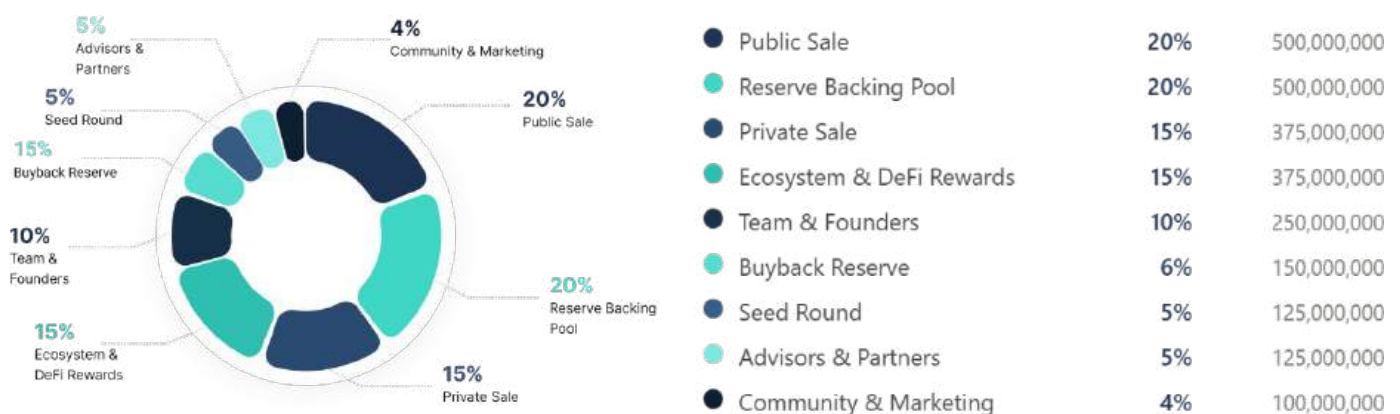 5%
Advisors &
Partners
4%
Community & Marketing
5%
Seed Round
20%
Public Sale
15%
Buyback Reserve
10%
Team &
Founders
20%
Reserve Backing
Pool
15%
Ecosystem &
DeFi Rewards
15%
Private Sale
Public Sale 20% 500,000,000
Reserve Backing Pool 20% 500,000,000
Private Sale 15% 375,000,000
Ecosystem & DeFi Rewards 15% 375,000,000
Team & Founders 10% 250,000,000
Buyback Reserve 6% 150,000,000
Seed Round 5% 125,000,000
Advisors & Partners 5% 125,000,000
Community & Marketing 4% 100,000,000